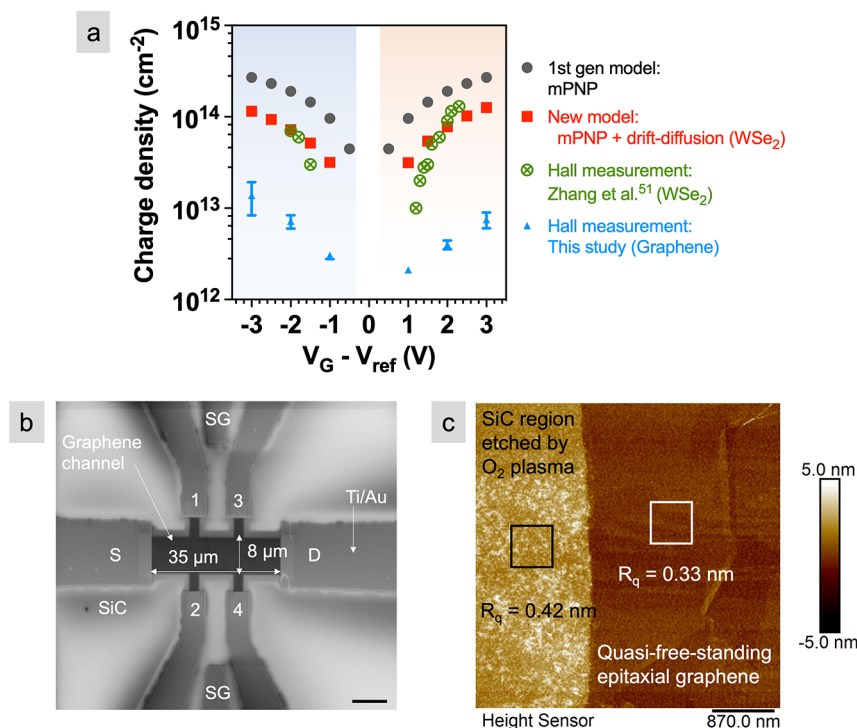 a
Charge density (cm⁻²)
10¹⁵
10¹⁴
10¹³
10¹²
-3 -2 -1 0 1 2 3
V_G - V_ref (V)
1st gen model:
mPNP
New model:
mPNP + drift-diffusion (WSe₂)
Hall measurement:
Zhang et al.⁵¹ (WSe₂)
Hall measurement:
This study (Graphene)
b
SG
Graphene
channel
1 3
Ti/Au
S 35 µm 8 µm D
SiC
2 4
SG
c
SiC region
etched by
O₂ plasma
R_q = 0.33 nm
R_q = 0.42 nm
Quasi-free-standing
epitaxial graphene
Height Sensor
870.0 nm
5.0 nm
-5.0 nm